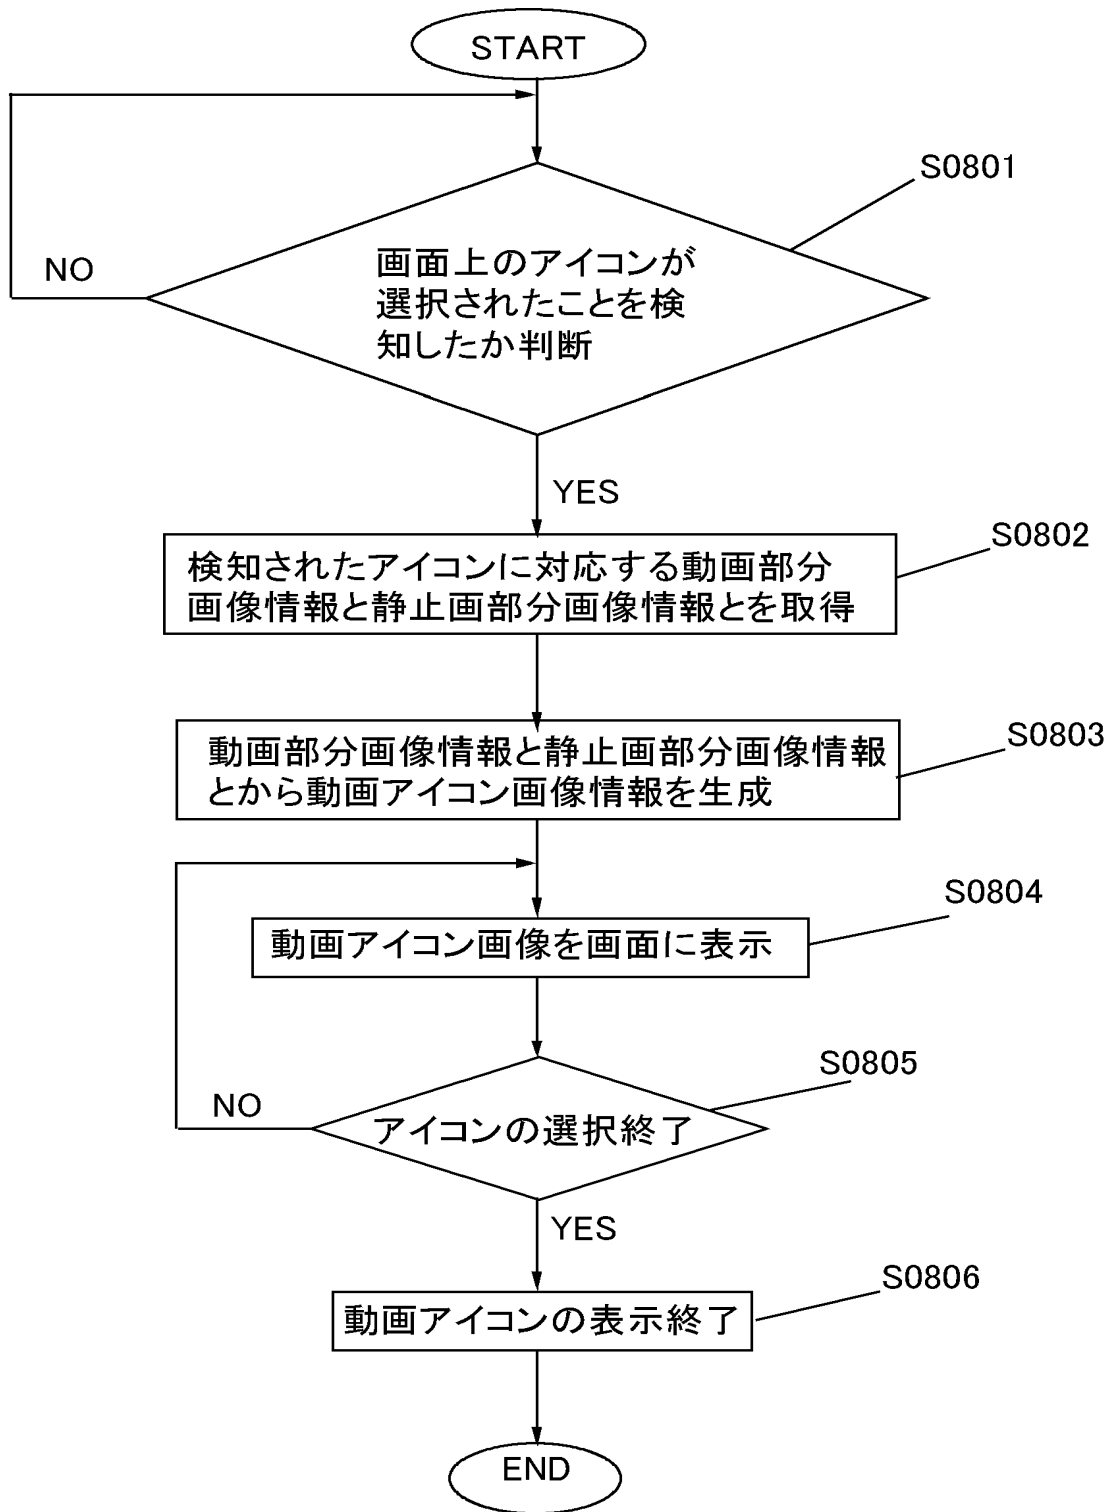 START
S0801
画面上のアイコンが
選択されたことを検
知したか判断
NO
YES
S0802
検知されたアイコンに対応する動画部分
画像情報と静止画部分画像情報とを取得
S0803
動画部分画像情報と静止画部分画像情報
とから動画アイコン画像情報を生成
S0804
動画アイコン画像を画面に表示
S0805
アイコンの選択終了
NO
YES
S0806
動画アイコンの表示終了
END